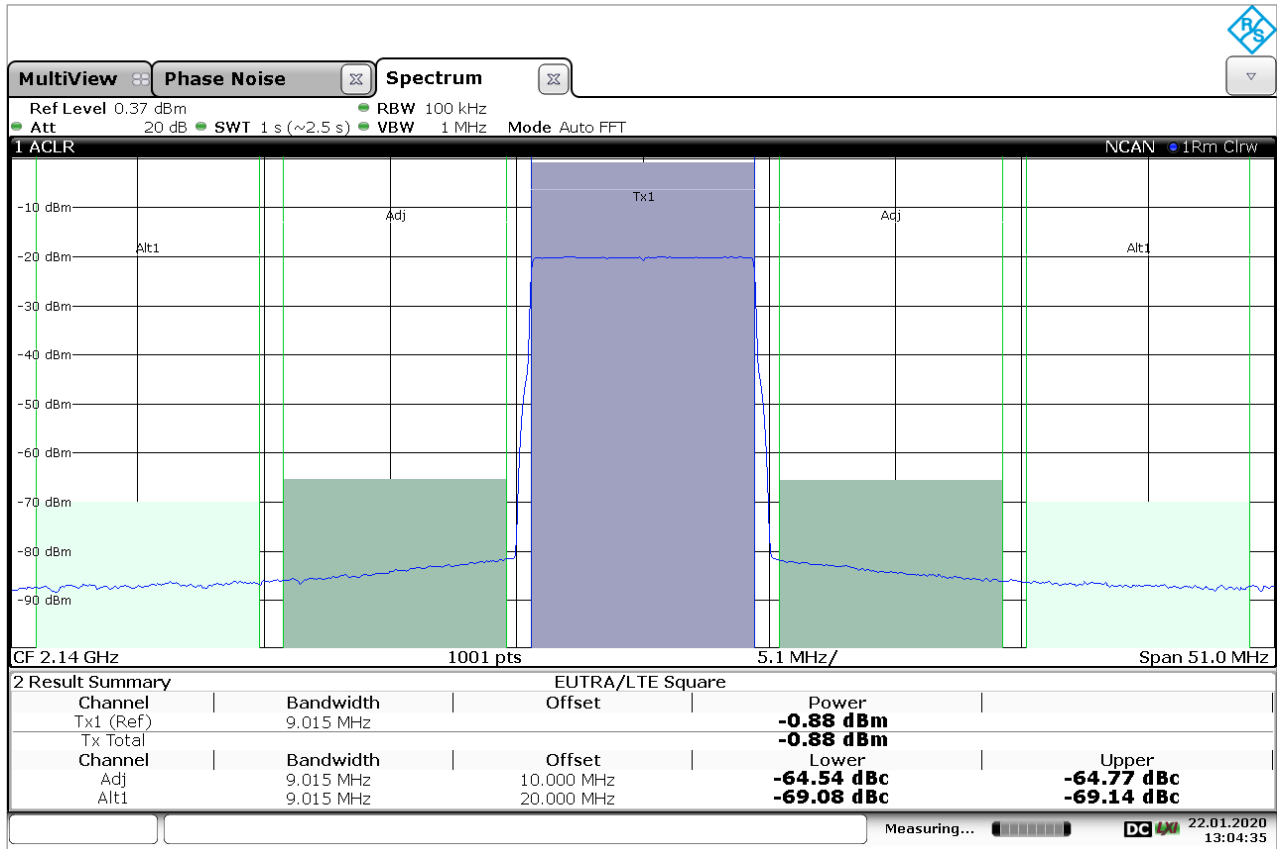 R/S
MultiView Phase Noise Spectrum
Ref Level 0.37 dBm RBW 100 kHz
Att 20 dB SWT 1 s (~2.5 s) VBW 1 MHz Mode Auto FFT
1 ACLR NCAN 1Rm Clrw
Tx1
-10 dBm
Adj Adj
Alt1 Alt1
-20 dBm
-30 dBm
-40 dBm
-50 dBm
-60 dBm
-70 dBm
-80 dBm
-90 dBm
CF 2.14 GHz 1001 pts 5.1 MHz/ Span 51.0 MHz
2 Result Summary EUTRA/LTE Square
Channel Bandwidth Offset Power
Tx1 (Ref) 9.015 MHz -0.88 dBm
Tx Total -0.88 dBm
Channel Bandwidth Offset Lower Upper
Adj 9.015 MHz 10.000 MHz -64.54 dBc -64.77 dBc
Alt1 9.015 MHz 20.000 MHz -69.08 dBc -69.14 dBc
Measuring... DC LXI 22.01.2020
13:04:35